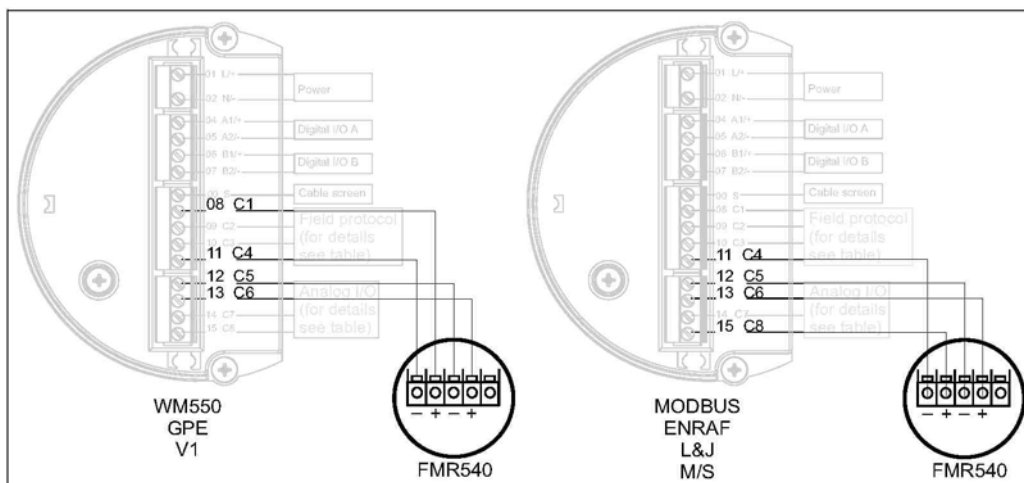 01 L/+
Power
02 N/-
04 A1/+
Digital I/O A
05 A2/-
06 B1/+
Digital I/O B
07 B2/-
00 S
Cable screen
08 C1
Field protocol
09 C2
(for details
10 C3
see table)
11 C4
12 C5
13 C6
Analog I/O
14 C7
(for details
15 C8
see table)
WM550
GPE
V1
- + - +
FMR540
01 L/+
Power
02 N/-
04 A1/+
Digital I/O A
05 A2/-
06 B1/+
Digital I/O B
07 B2/-
00 S
Cable screen
08 C1
Field protocol
09 C2
(for details
10 C3
see table)
11 C4
12 C5
13 C6
Analog I/O
14 C7
(for details
15 C8
see table)
MODBUS
ENRAF
L&J
M/S
- + - +
FMR540